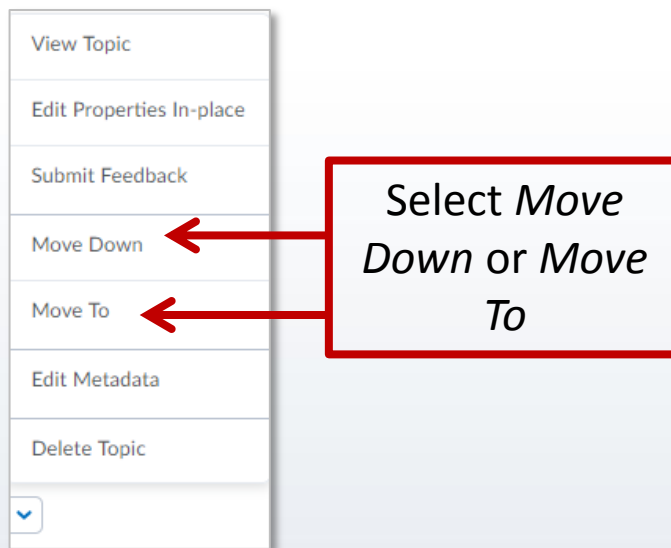 View Topic
Edit Properties In-place
Submit Feedback
Move Down
Move To
Edit Metadata
Delete Topic
Select Move
Down or Move
To